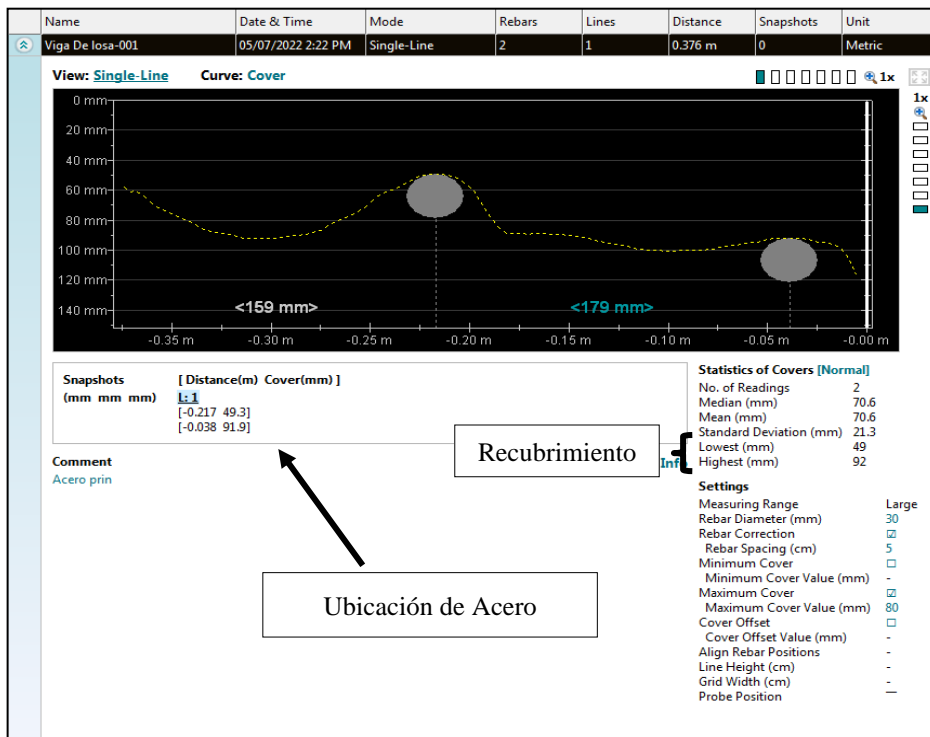 Name Date & Time Mode Rebars Lines Distance Snapshots Unit
Viga De losa-001 05/07/2022 2:22 PM Single-Line 2 1 0.376 m 0 Metric
View: Single-Line Curve: Cover 1x
1x
0 mm
20 mm
40 mm
60 mm
80 mm
100 mm
120 mm
140 mm
<159 mm> <179 mm>
-0.35 m -0.30 m -0.25 m -0.20 m -0.15 m -0.10 m -0.05 m -0.00 m
Snapshots [ Distance(m) Cover(mm) ]
(mm mm mm) L: 1
[-0.217 49.3]
[-0.038 91.9]
Comment
Acero prin
Info
Recubrimiento
Ubicación de Acero
Statistics of Covers [Normal]
No. of Readings 2
Median (mm) 70.6
Mean (mm) 70.6
Standard Deviation (mm) 21.3
Lowest (mm) 49
Highest (mm) 92
Settings
Measuring Range Large
Rebar Diameter (mm) 30
Rebar Correction ☑
Rebar Spacing (cm) 5
Minimum Cover ☐
Minimum Cover Value (mm) -
Maximum Cover ☑
Maximum Cover Value (mm) 80
Cover Offset ☐
Cover Offset Value (mm) -
Align Rebar Positions -
Line Height (cm) -
Grid Width (cm) -
Probe Position —